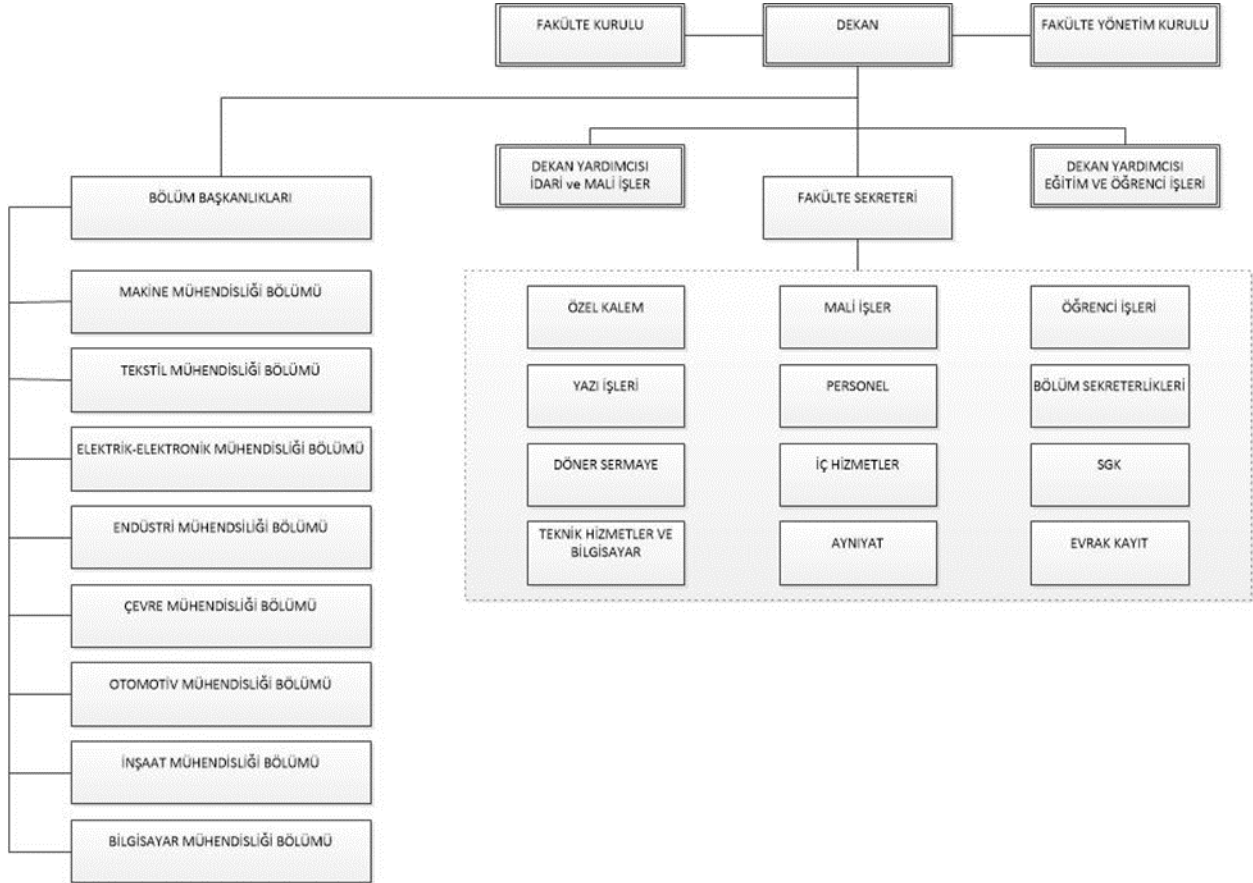 FAKÜLTE KURULU
DEKAN
FAKÜLTE YÖNETİM KURULU
DEKAN YARDIMCISI
İDARİ ve MALİ İŞLER
DEKAN YARDIMCISI
EĞİTİM VE ÖĞRENCİ İŞLERİ
BÖLÜM BAŞKANLIKLARI
FAKÜLTE SEKRETERİ
MAKİNE MÜHENDİSLİĞİ BÖLÜMÜ
TEKSTİL MÜHENDİSLİĞİ BÖLÜMÜ
ELEKTRİK-ELEKTRONİK MÜHENDİSLİĞİ BÖLÜMÜ
ENDÜSTRİ MÜHENDSİLİĞİ BÖLÜMÜ
ÇEVRE MÜHENDİSLİĞİ BÖLÜMÜ
OTOMOTİV MÜHENDİSLİĞİ BÖLÜMÜ
İNŞAAT MÜHENDİSLİĞİ BÖLÜMÜ
BİLGİSAYAR MÜHENDİSLİĞİ BÖLÜMÜ
ÖZEL KALEM
MALİ İŞLER
ÖĞRENCİ İŞLERİ
YAZI İŞLERİ
PERSONEL
BÖLÜM SEKRETERLİKLERİ
DÖNER SERMAYE
İÇ HİZMETLER
SGK
TEKNİK HİZMETLER VE
BİLGİSAYAR
AYNIYAT
EVRAK KAYIT